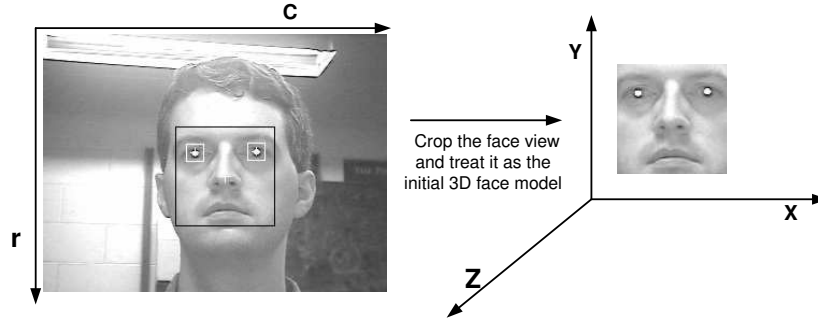 C
r
Crop the face view
and treat it as the
initial 3D face model
Y
X
Z